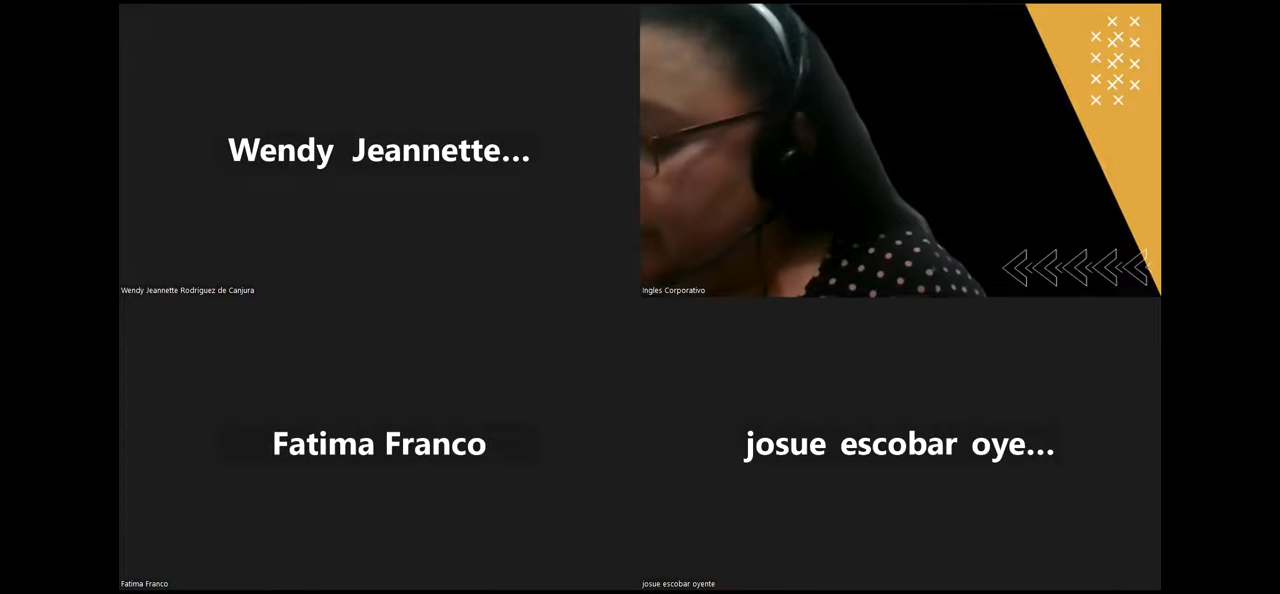 Wendy Jeannette...
Wendy Jeannette Rodriguez de Canjura
Ingles Corporativo
Fatima Franco
josue escobar oye...
Fatima Franco
josue escobar oyente